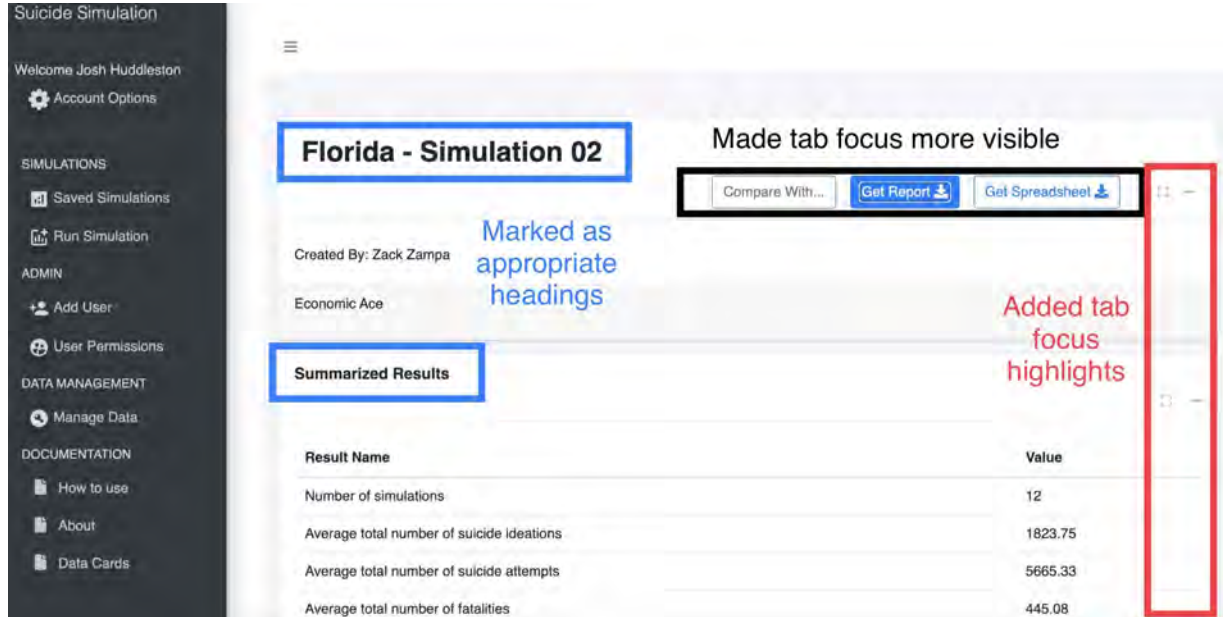 Suicide Simulation
Welcome Josh Huddleston
Account Options
SIMULATIONS
Saved Simulations
Run Simulation
ADMIN
Add User
User Permissions
DATA MANAGEMENT
Manage Data
DOCUMENTATION
How to use
About
Data Cards
Florida - Simulation 02
Made tab focus more visible
Compare With... Get Report Get Spreadsheet
Marked as
appropriate
headings
Created By: Zack Zampa
Economic Ace
Added tab
focus
highlights
Summarized Results
Result Name Value
Number of simulations 12
Average total number of suicide ideations 1823.75
Average total number of suicide attempts 5665.33
Average total number of fatalities 445.08